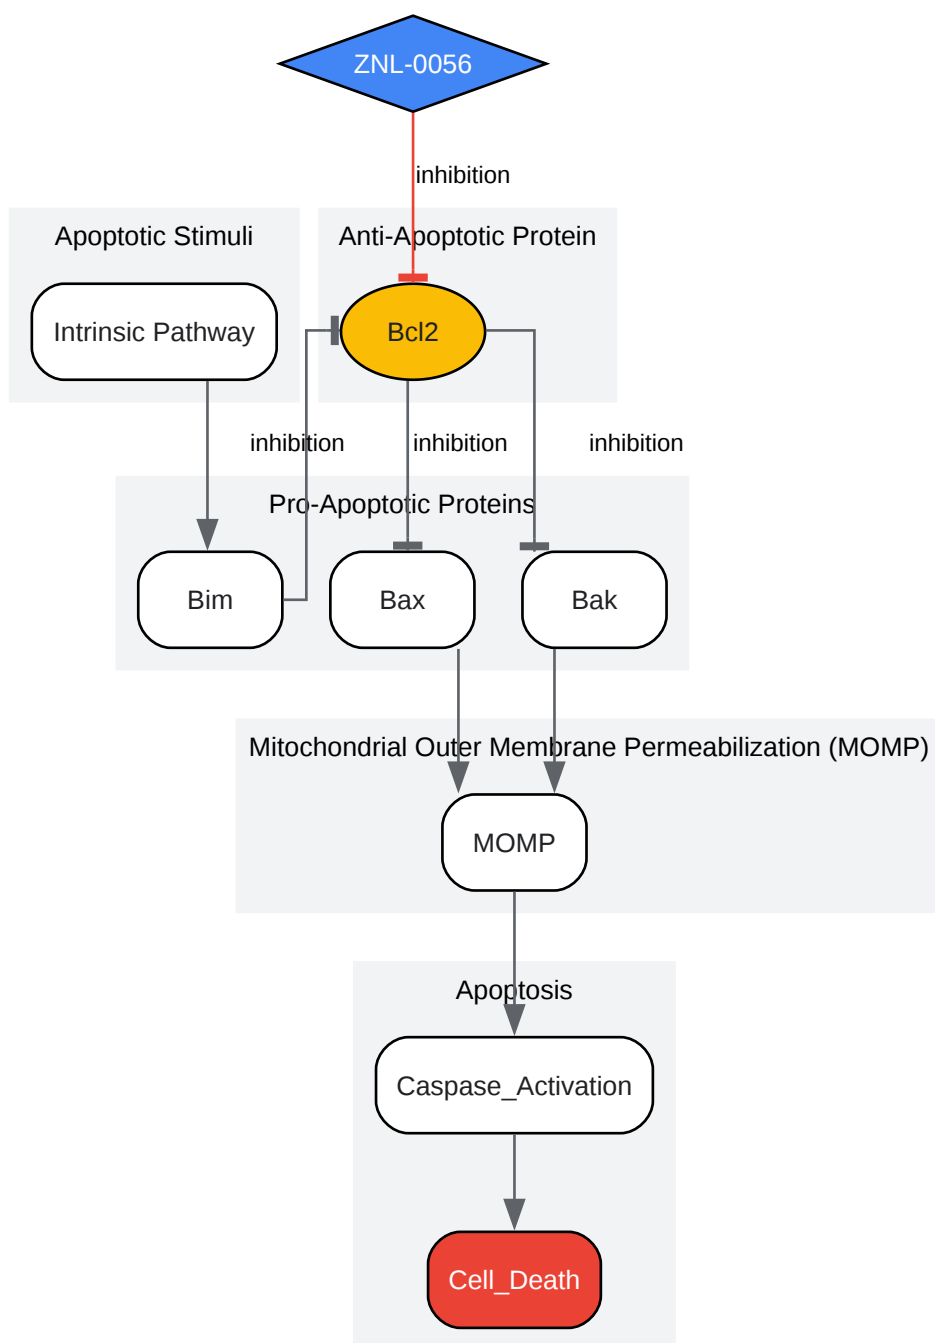 ZNL-0056
inhibition
Apoptotic Stimuli
Anti-Apoptotic Protein
Intrinsic Pathway
Bcl2
inhibition
inhibition
inhibition
Pro-Apoptotic Proteins
Bim
Bax
Bak
Mitochondrial Outer Membrane Permeabilization (MOMP)
MOMP
Apoptosis
Caspase_Activation
Cell_Death